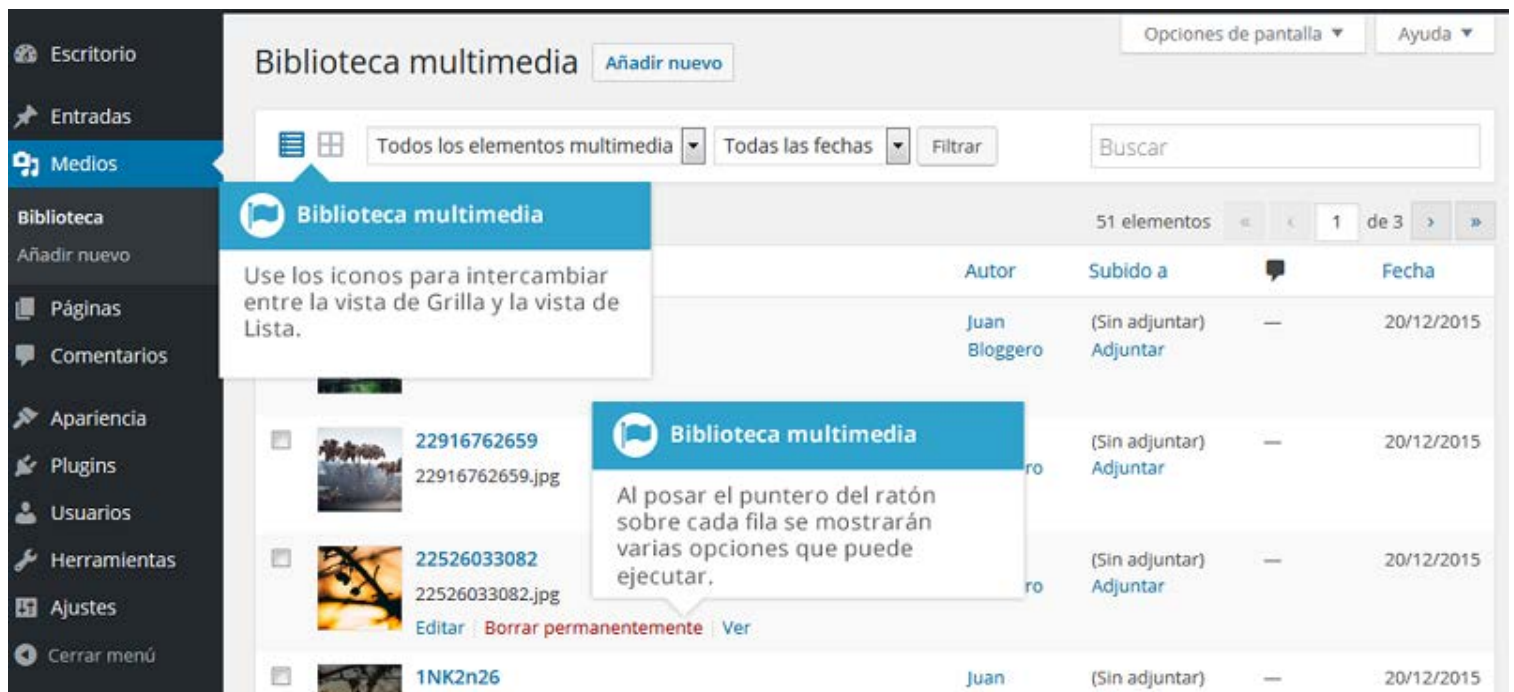 Opciones de pantalla ▼ Ayuda ▼
Escritorio
Biblioteca multimedia Añadir nuevo
Entradas
Medios
Todos los elementos multimedia Todas las fechas Filtrar Buscar
Biblioteca
Añadir nuevo
Páginas
Comentarios
Apariencia
Plugins
Usuarios
Herramientas
Ajustes
Cerrar menú
Biblioteca multimedia
Use los iconos para intercambiar
entre la vista de Grilla y la vista de
Lista.
51 elementos « ‹ 1 de 3 › »
Autor Subido a Fecha
Juan (Sin adjuntar) — 20/12/2015
Bloggero Adjuntar
22916762659 (Sin adjuntar) — 20/12/2015
22916762659.jpg ro Adjuntar
Biblioteca multimedia
Al posar el puntero del ratón
sobre cada fila se mostrarán
varias opciones que puede
ejecutar.
22526033082 (Sin adjuntar) — 20/12/2015
22526033082.jpg ro Adjuntar
Editar | Borrar permanentemente | Ver
1NK2n26 Juan (Sin adjuntar) — 20/12/2015